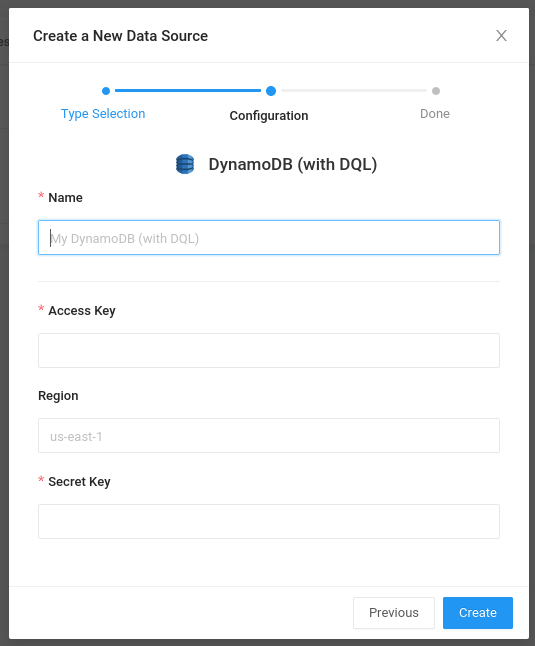 Create a New Data Source
es
Type Selection
Configuration
Done
DynamoDB (with DQL)
* Name
My DynamoDB (with DQL)
* Access Key
Region
us-east-1
* Secret Key
Previous Create